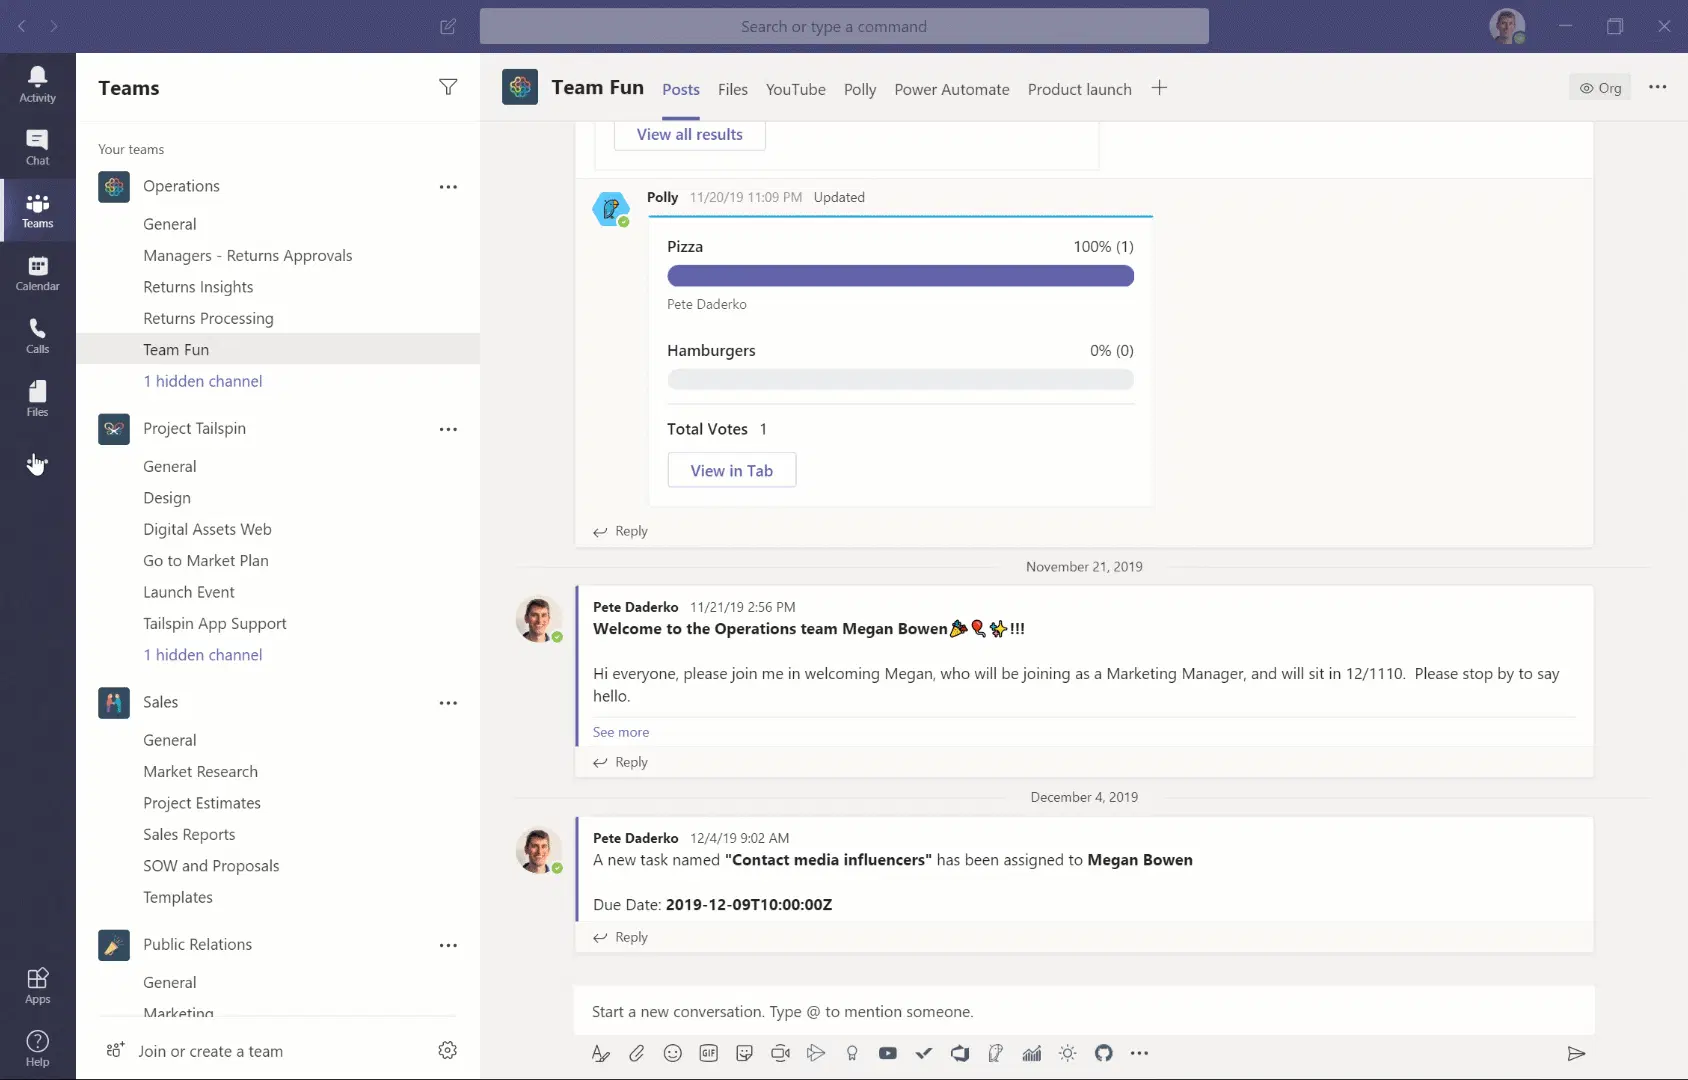 Search or type a command
Activity
Chat
Teams
Calendar
Calls
Files
Apps
Help
Teams
Your teams
Operations
General
Managers - Returns Approvals
Returns Insights
Returns Processing
Team Fun
1 hidden channel
Project Tailspin
General
Design
Digital Assets Web
Go to Market Plan
Launch Event
Tailspin App Support
1 hidden channel
Sales
General
Market Research
Project Estimates
Sales Reports
SOW and Proposals
Templates
Public Relations
General
Marketing
Join or create a team
Team Fun Posts Files YouTube Polly Power Automate Product launch
Org
View all results
Polly 11/20/19 11:09 PM Updated
Pizza 100% (1)
Pete Daderko
Hamburgers 0% (0)
Total Votes 1
View in Tab
Reply
November 21, 2019
Pete Daderko 11/21/19 2:56 PM
Welcome to the Operations team Megan Bowen🎉🎈✨!!!
Hi everyone, please join me in welcoming Megan, who will be joining as a Marketing Manager, and will sit in 12/1110. Please stop by to say
hello.
See more
Reply
December 4, 2019
Pete Daderko 12/4/19 9:02 AM
A new task named "Contact media influencers" has been assigned to Megan Bowen
Due Date: 2019-12-09T10:00:00Z
Reply
Start a new conversation. Type @ to mention someone.
GIF